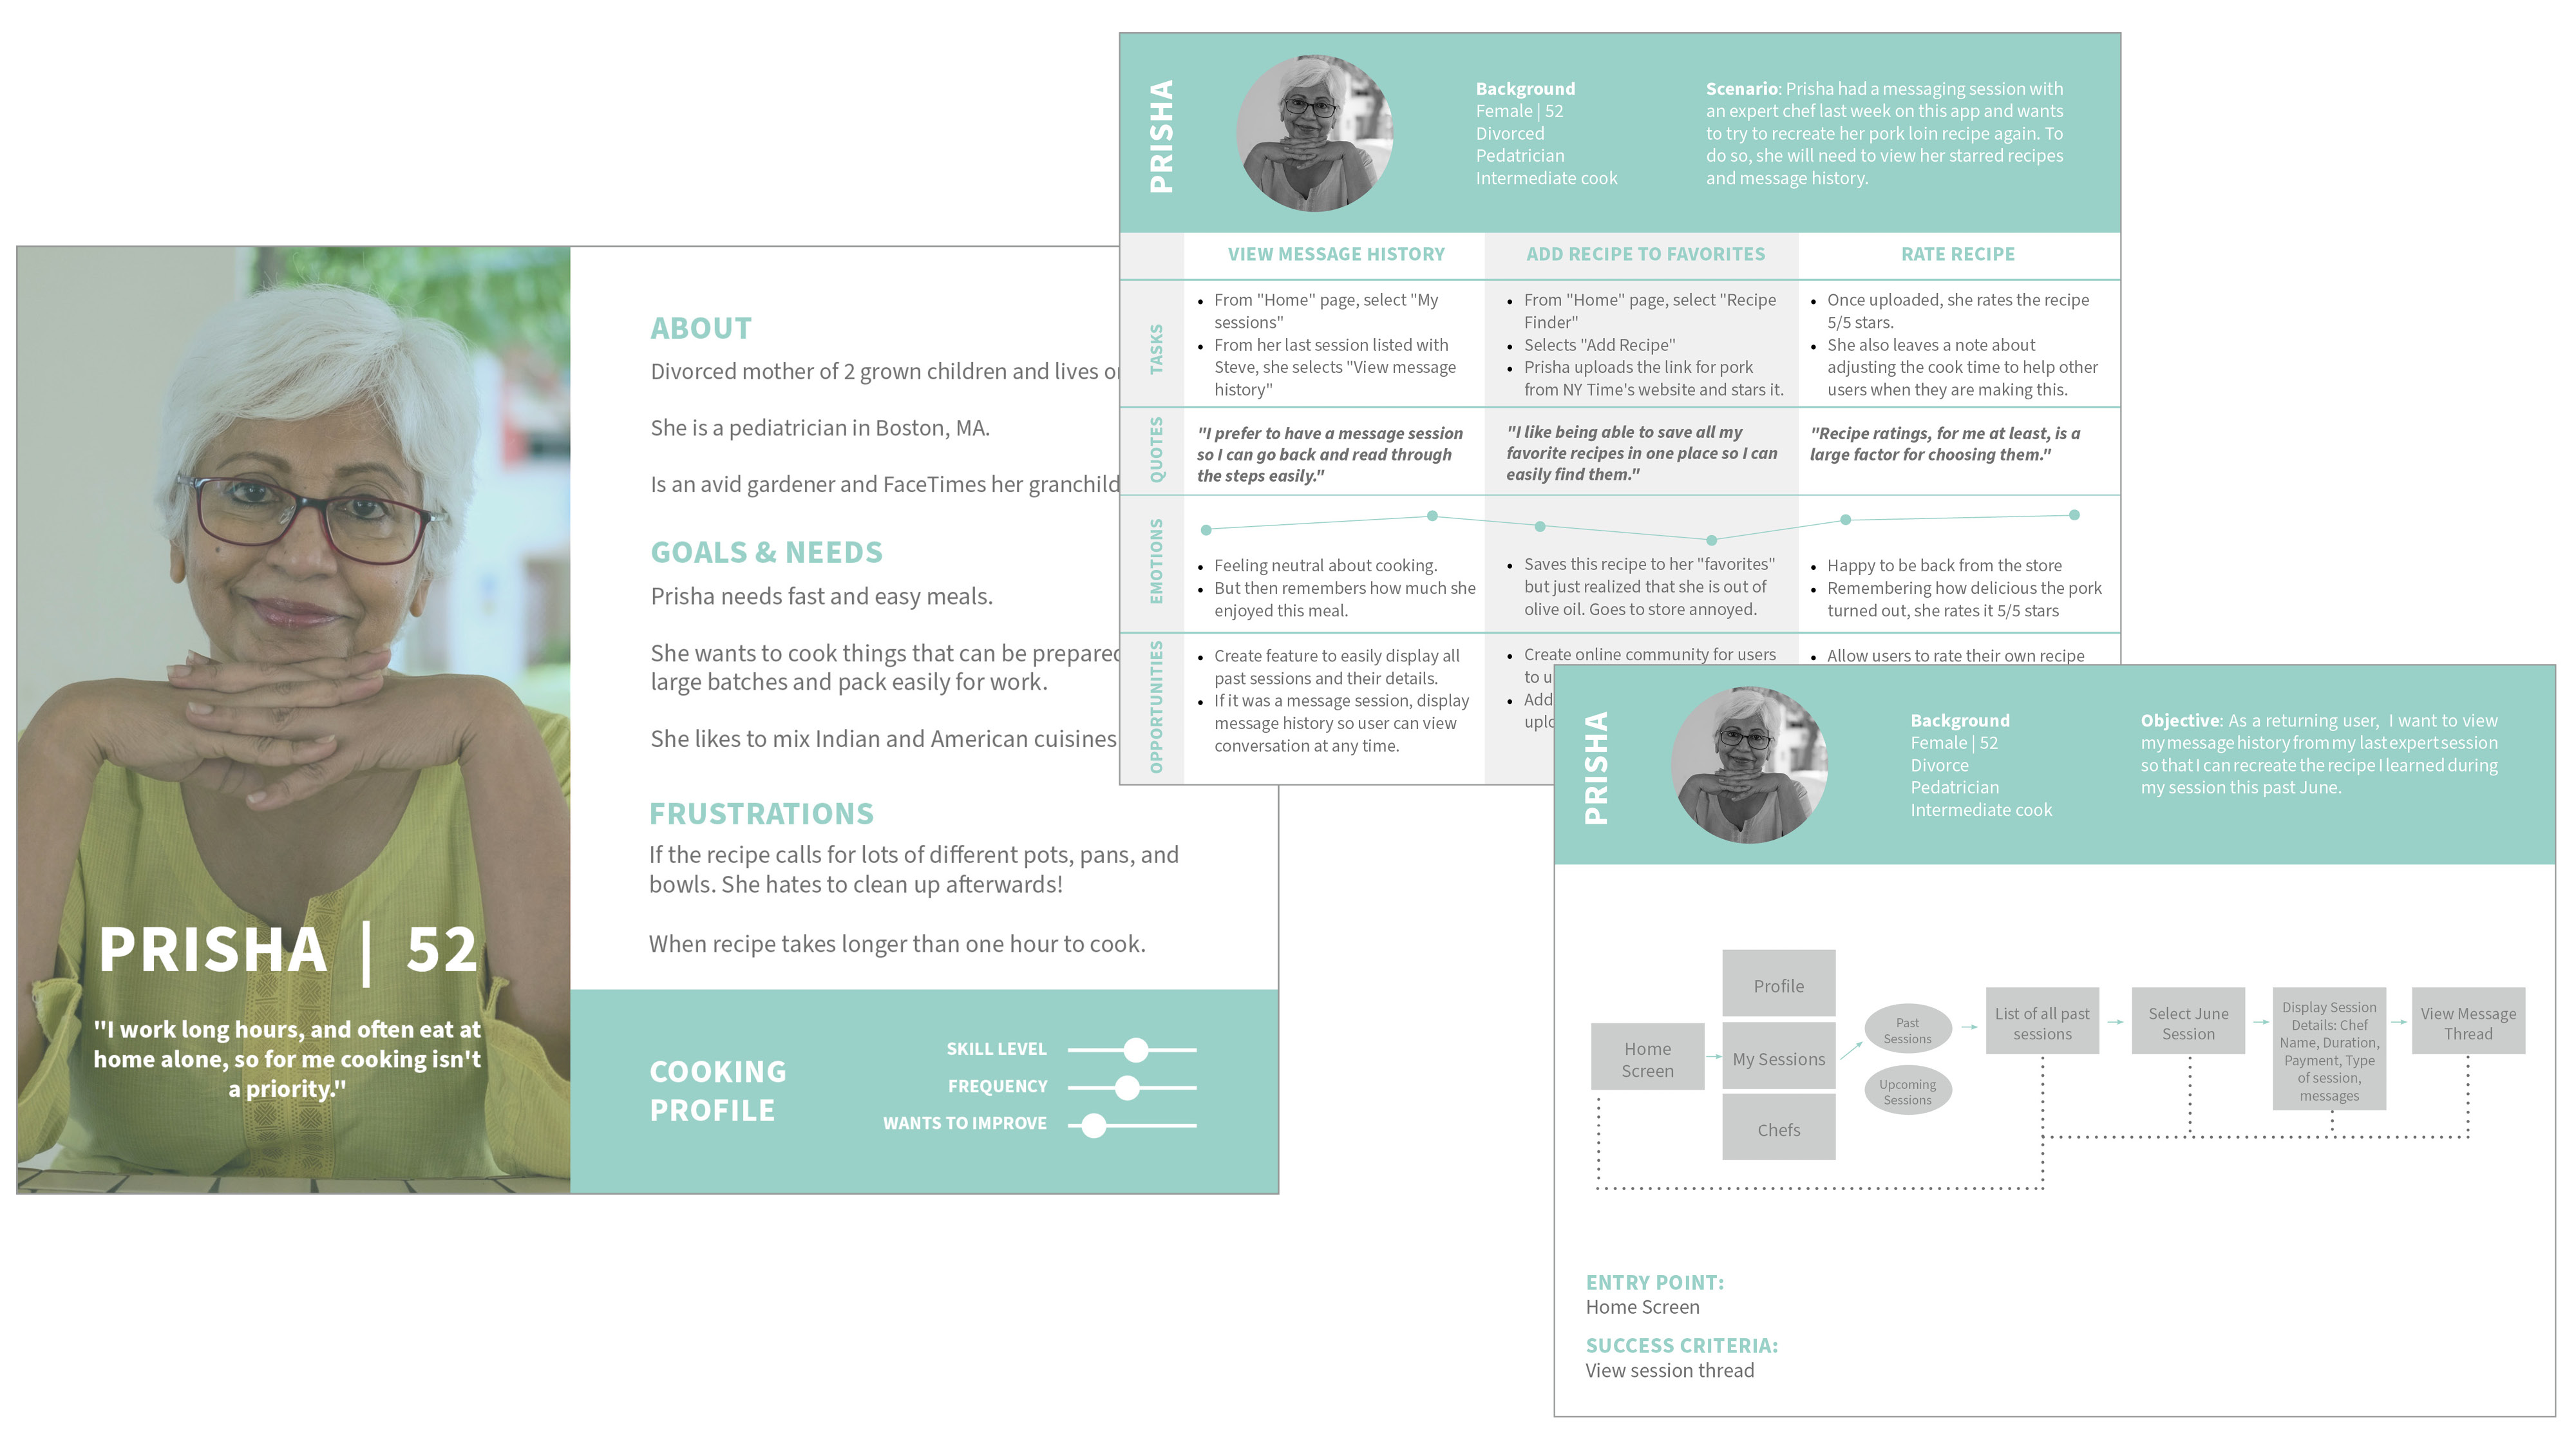 PRISHA | 52
"I work long hours, and often eat at
home alone, so for me cooking isn't
a priority."
ABOUT
Divorced mother of 2 grown children and lives
She is a pediatrician in Boston, MA.
Is an avid gardener and FaceTimes her
GOALS & NEEDS
Prisha needs fast and easy meals.
She wants to cook things that can be
large batches and pack easily for work.
She likes to mix Indian and American cuisines
FRUSTRATIONS
If the recipe calls for lots of different pots, pans, and
bowls. She hates to clean up afterwards!
When recipe takes longer than one hour to cook.
COOKING
PROFILE
SKILL LEVEL
FREQUENCY
WANTS TO IMPROVE
PRISHA
Background
Female | 52
Divorced
Pedatrician
Intermediate cook
Scenario: Prisha had a messaging session with
an expert chef last week on this app and wants
to try to recreate her pork loin recipe again. To
do so, she will need to view her starred recipes
and message history.
VIEW MESSAGE HISTORY
ADD RECIPE TO FAVORITES
RATE RECIPE
TASKS
• From "Home" page, select "My
sessions"
• From her last session listed with
Steve, she selects "View message
history"
• From "Home" page, select "Recipe
Finder"
• Selects "Add Recipe"
• Prisha uploads the link for pork
from NY Time's website and stars it.
• Once uploaded, she rates the recipe
5/5 stars.
• She also leaves a note about
adjusting the cook time to help other
users when they are making this.
QUOTES
"I prefer to have a message session
so I can go back and read through
the steps easily."
"I like being able to save all my
favorite recipes in one place so I can
easily find them."
"Recipe ratings, for me at least, is a
large factor for choosing them."
EMOTIONS
• Feeling neutral about cooking.
• But then remembers how much she
enjoyed this meal.
• Saves this recipe to her "favorites"
but just realized that she is out of
olive oil. Goes to store annoyed.
• Happy to be back from the store
• Remembering how delicious the pork
turned out, she rates it 5/5 stars
OPPORTUNITIES
• Create feature to easily display all
past sessions and their details.
• If it was a message session, display
message history so user can view
conversation at any time.
• Create online community for users
to
• Add
• Allow users to rate their own recipe
PRISHA
Background
Female | 52
Divorce
Pedatrician
Intermediate cook
Objective: As a returning user, I want to view
my message history from my last expert session
so that I can recreate the recipe I learned during
my session this past June.
Home
Screen
Profile
My Sessions
Chefs
Past
Sessions
Upcoming
Sessions
List of all past
sessions
Select June
Session
Display Session
Details: Chef
Name, Duration,
Payment, Type
of session,
messages
View Message
Thread
ENTRY POINT:
Home Screen
SUCCESS CRITERIA:
View session thread